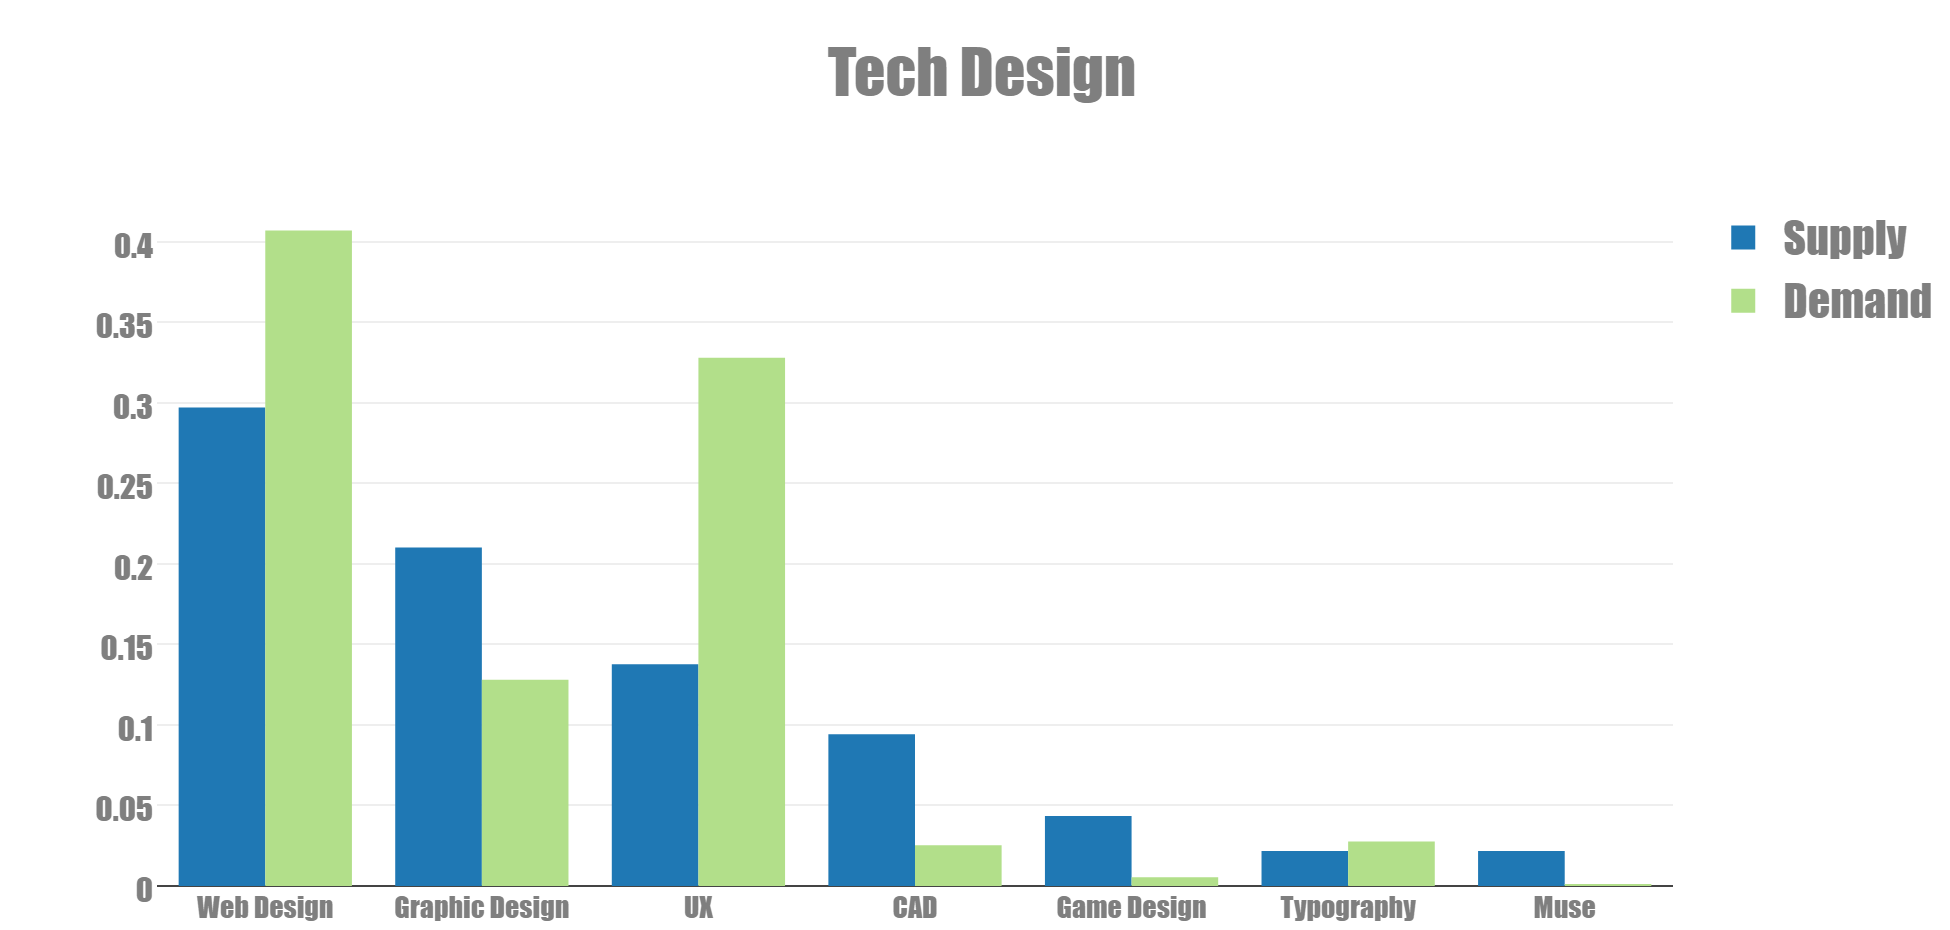 Tech Design
0.4
0.35
0.3
0.25
0.2
0.15
0.1
0.05
0
Web Design
Graphic Design
UX
CAD
Game Design
Typography
Muse
Supply
Demand